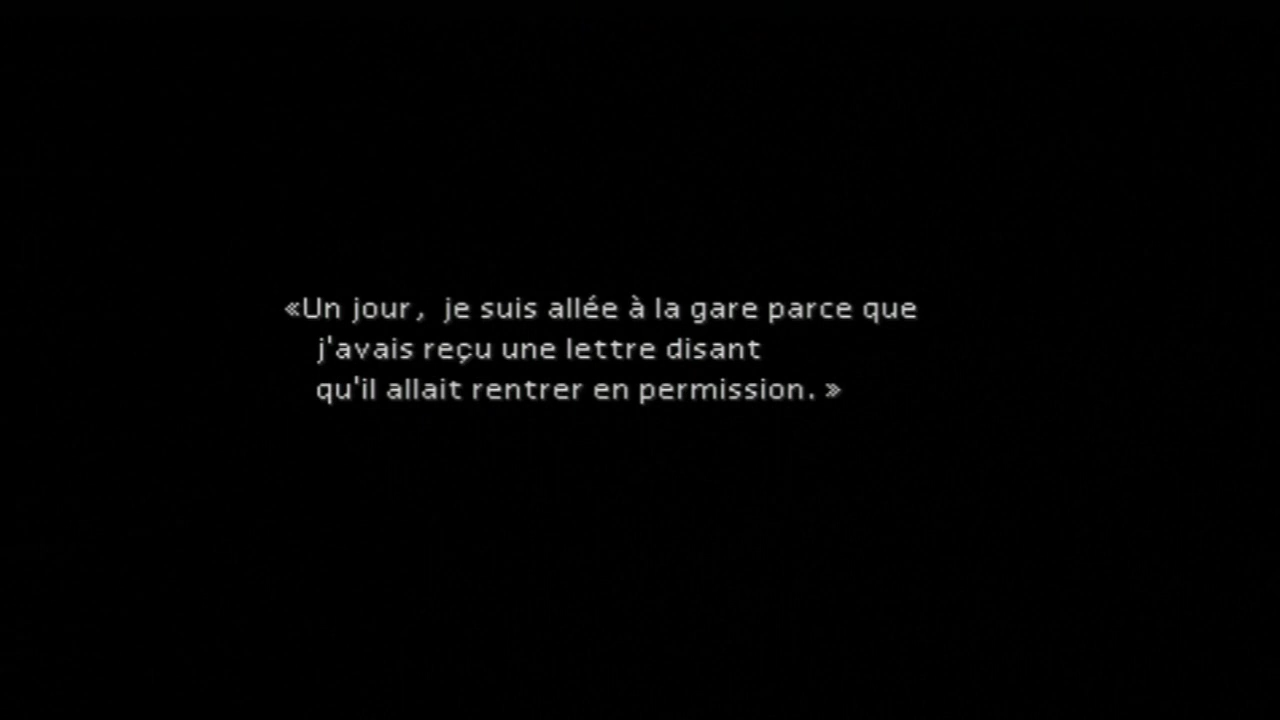 «Un jour, je suis allée à la gare parce que
j'avais reçu une lettre disant
qu'il allait rentrer en permission. »